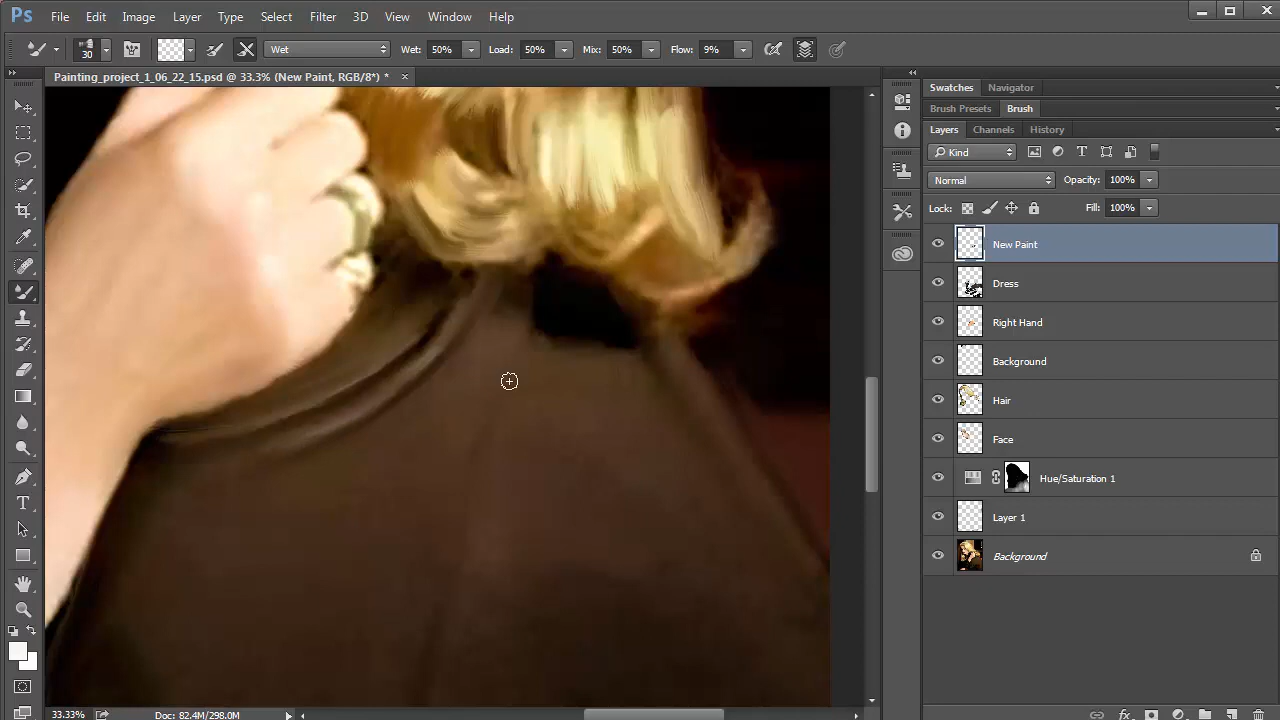 Ps File Edit Image Layer Type Select Filter 3D View Window Help
30 Wet Wet: 50% Load: 50% Mix: 50% Flow: 9%
Painting_project_1_06_22_15.psd @ 33.3% (New Paint, RGB/8*) *
Swatches Navigator
Brush Presets Brush
Layers Channels History
Kind
Normal Opacity: 100%
Lock: Fill: 100%
New Paint
Dress
Right Hand
Background
Hair
Face
Hue/Saturation 1
Layer 1
Background
33.33% Doc: 82.4M/298.0M